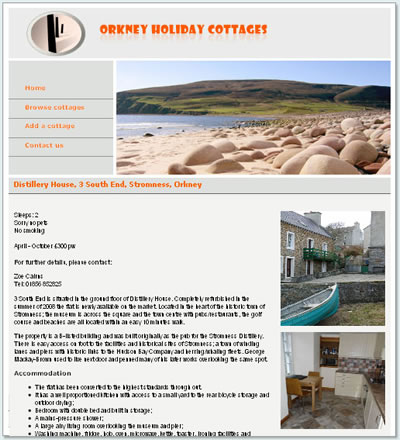 ORKNEY HOLIDAY COTTAGES
Home
Browse cottages
Add a cottage
Contact us
Distillery House, 3 South End, Stromness, Orkney
Sleeps: 2
Sorry no pets
No smoking
April - October £300 pw
For further details, please contact:
Zoe
Tel: 01856 852825
3 South End is situated in the ground floor of Distillery House. Completely refurbished in the
summer of 2008 the flat is newly available on the market. Located in the heart of the historic town of
Stromness; the museum is across the square and the town centre with pubs/restaurants, the golf
course and beaches are all located within an easy 10 minutes walk.
The property is a B-listed building and was built originally as the pub for the Stromness Distillery.
There is easy access on foot to the facilities and historical sites of Stromness; a town of winding
lanes and piers with historic links to the Hudson Bay Company and herring/whaling fleets. George
Mackay-Brown used to live next door and penned many of his later works overlooking the same spot.
Accommodation
The flat has been converted to the highest standards throughout.
It has a well proportioned kitchen with access to a small yard to the rear bicycle storage and
outdoor drying;
Bedroom with double bed and built in storage;
A mains-pressure shower;
A large airy living room overlooking the museum and pier;
Washing machine, fridge, hob, oven, microwave, kettle, toaster, ironing facilities and